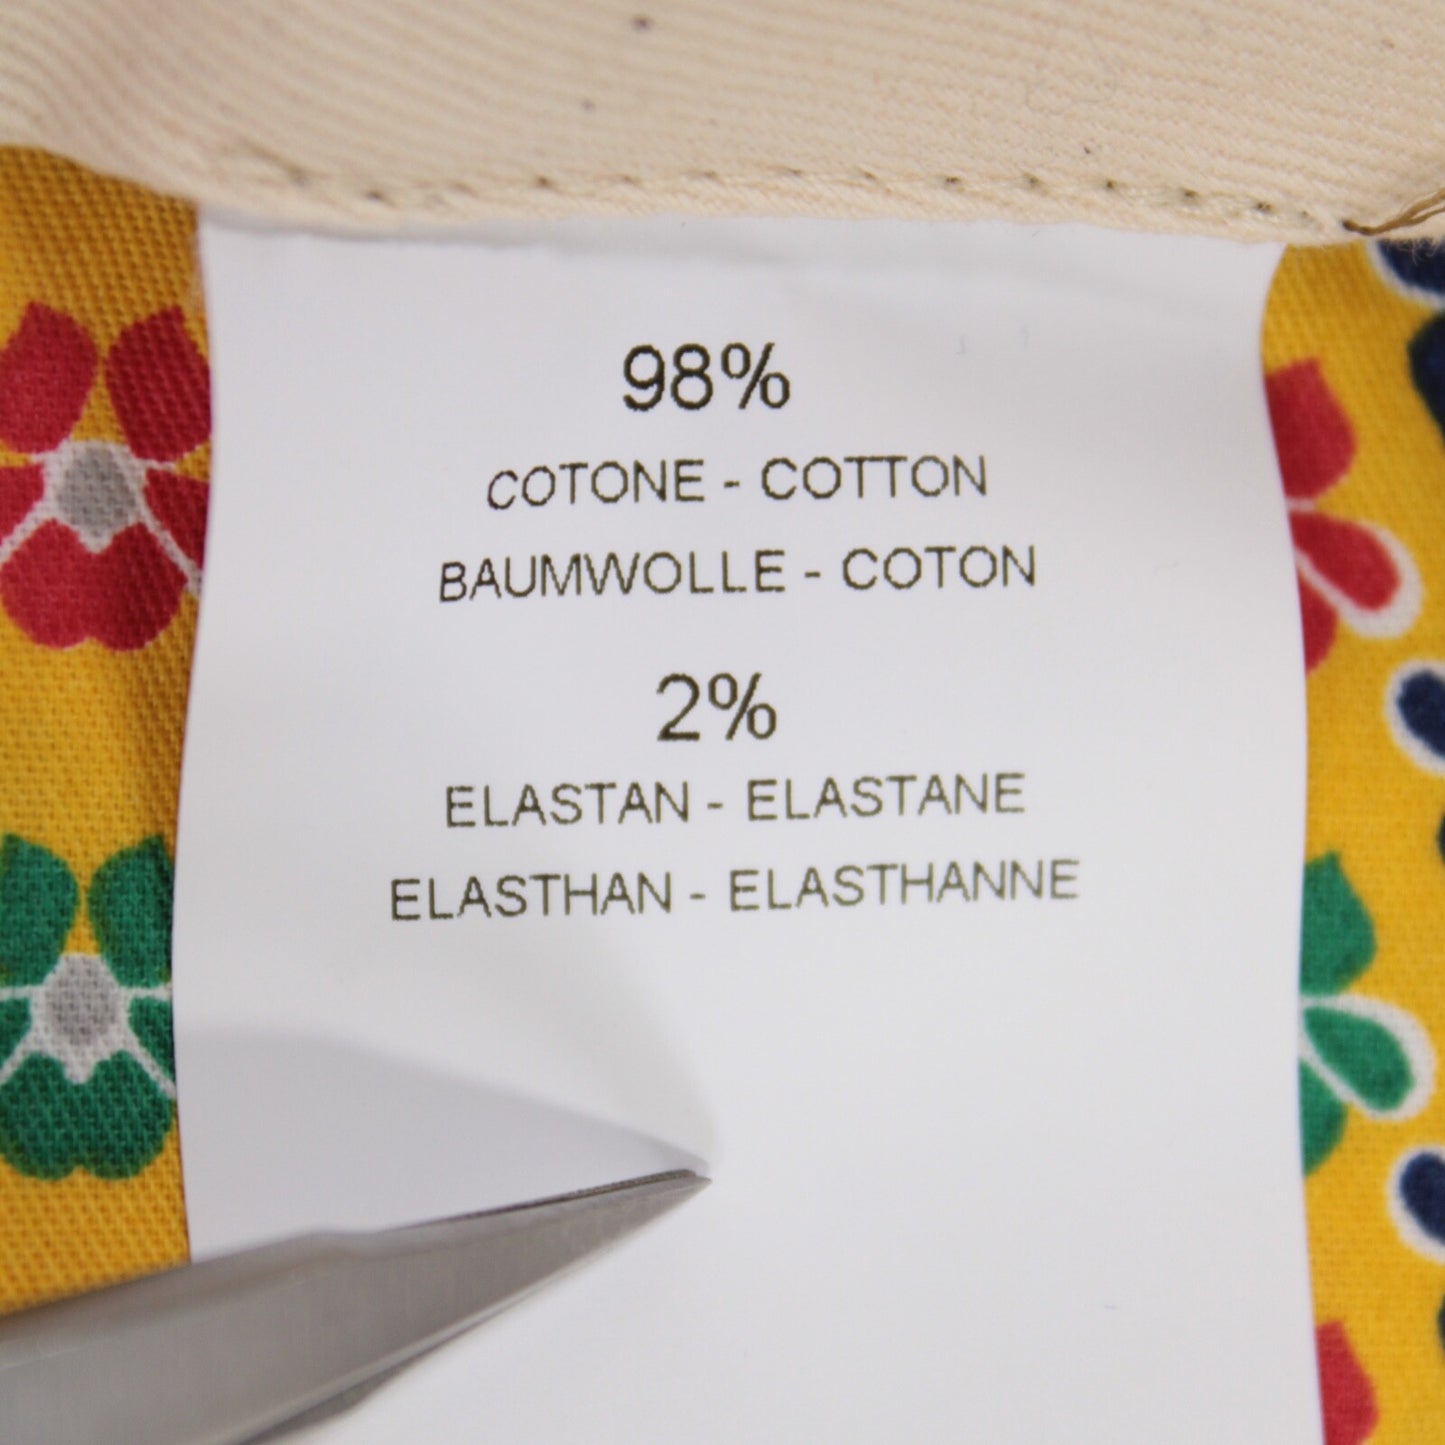 98%
COTONE - COTTON
BAUMWOLLE - COTON
2%
ELASTAN - ELASTANE
ELASTHAN - ELASTHANNE